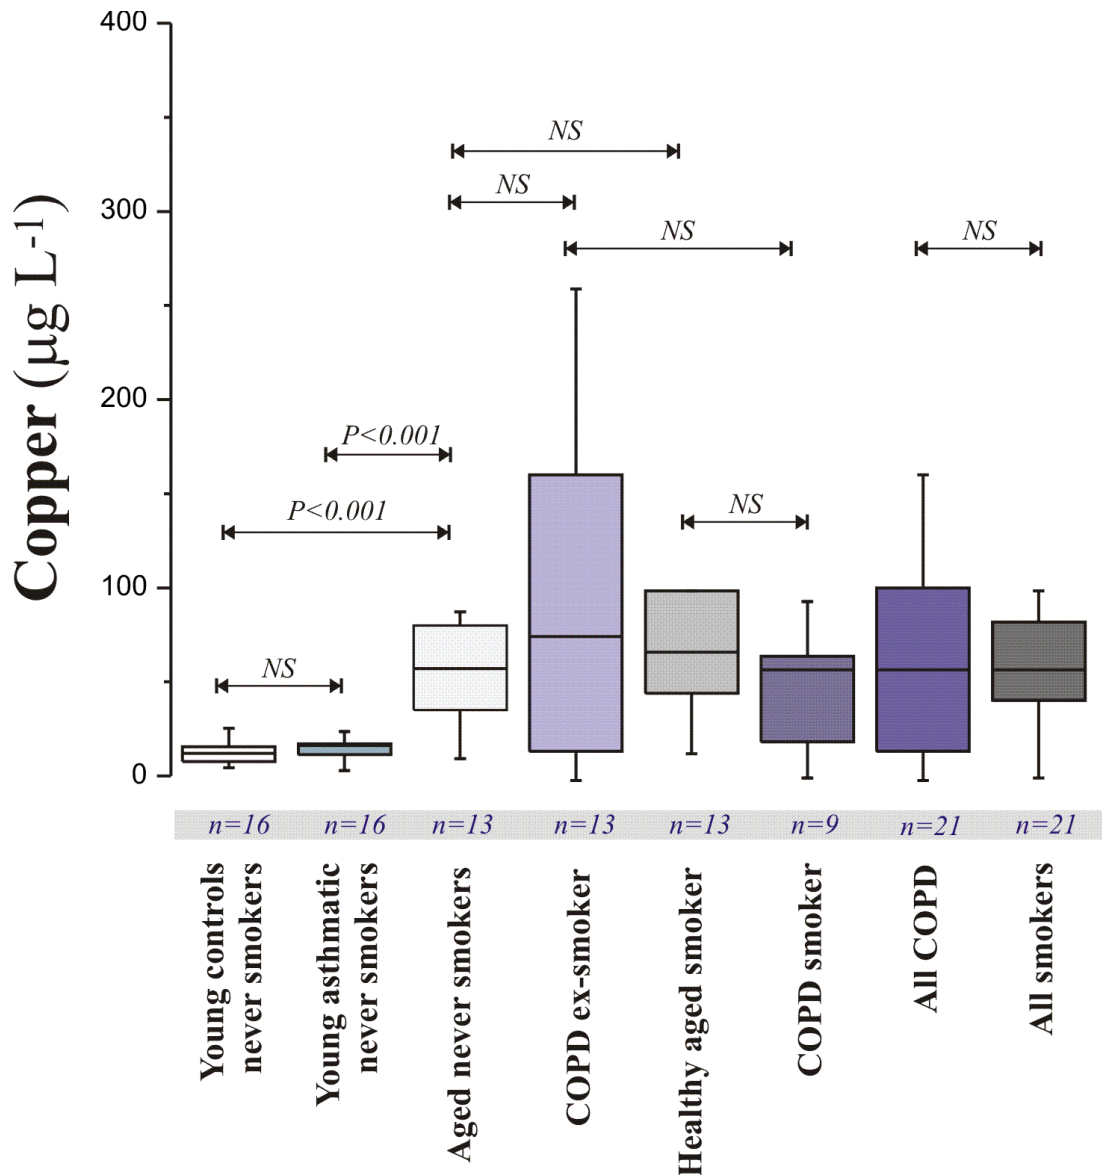 Copper (µg L-1)
400
300
200
100
0
NS
NS
NS
NS
P<0.001
P<0.001
NS
NS
n=16
n=16
n=13
n=13
n=13
n=9
n=21
n=21
Young controls
never smokers
Young asthmatic
never smokers
Aged never smokers
COPD ex-smoker
Healthy aged smoker
COPD smoker
All COPD
All smokers